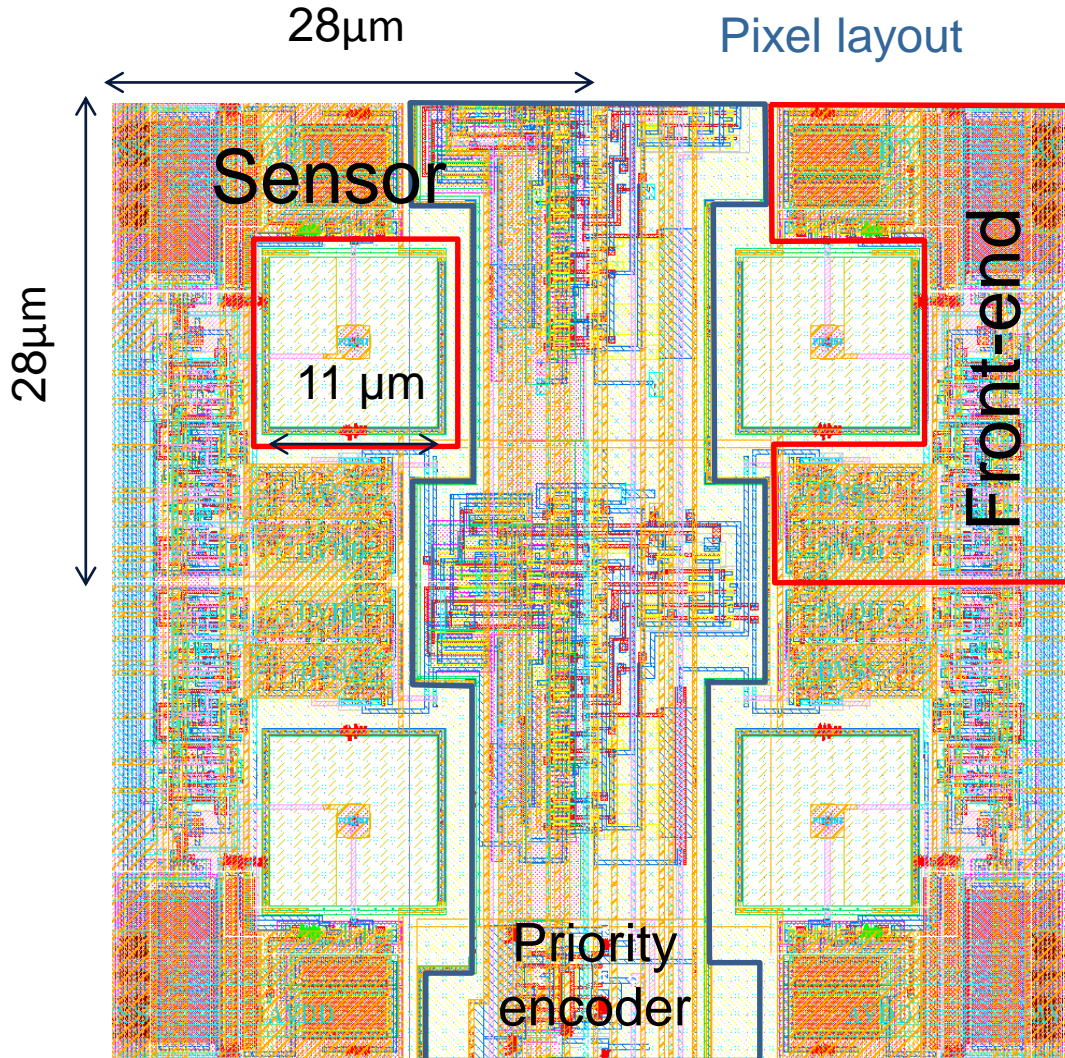 28µm
Pixel layout
Sensor
28µm
11 µm
Front-end
Priority
encoder